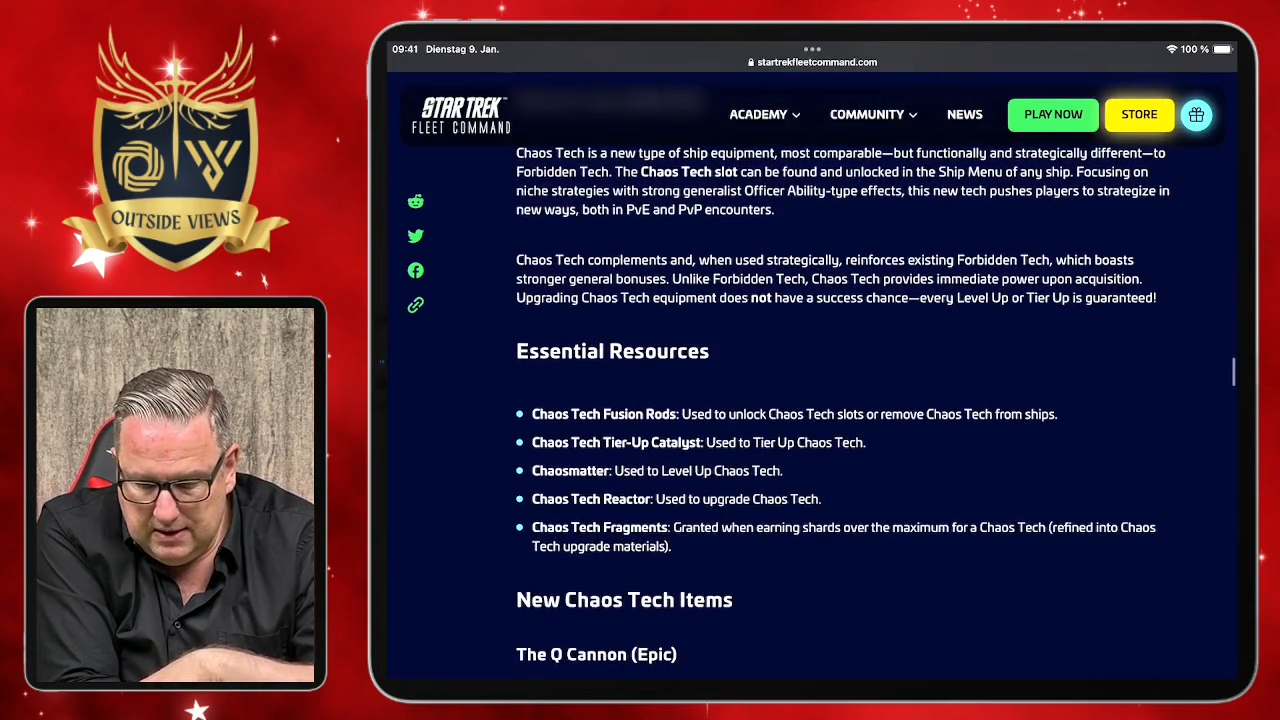 OUTSIDE VIEWS
09:41 Dienstag 9. Jan.
100 %
startrekfleetcommand.com
STAR TREK™
FLEET COMMAND
ACADEMY
COMMUNITY
NEWS
PLAY NOW
STORE
Chaos Tech is a new type of ship equipment, most comparable—but functionally and strategically different—to
Forbidden Tech. The Chaos Tech slot can be found and unlocked in the Ship Menu of any ship. Focusing on
niche strategies with strong generalist Officer Ability-type effects, this new tech pushes players to strategize in
new ways, both in PvE and PvP encounters.
Chaos Tech complements and, when used strategically, reinforces existing Forbidden Tech, which boasts
stronger general bonuses. Unlike Forbidden Tech, Chaos Tech provides immediate power upon acquisition.
Upgrading Chaos Tech equipment does not have a success chance—every Level Up or Tier Up is guaranteed!
Essential Resources
Chaos Tech Fusion Rods: Used to unlock Chaos Tech slots or remove Chaos Tech from ships.
Chaos Tech Tier-Up Catalyst: Used to Tier Up Chaos Tech.
Chaosmatter: Used to Level Up Chaos Tech.
Chaos Tech Reactor: Used to upgrade Chaos Tech.
Chaos Tech Fragments: Granted when earning shards over the maximum for a Chaos Tech (refined into Chaos
Tech upgrade materials).
New Chaos Tech Items
The Q Cannon (Epic)